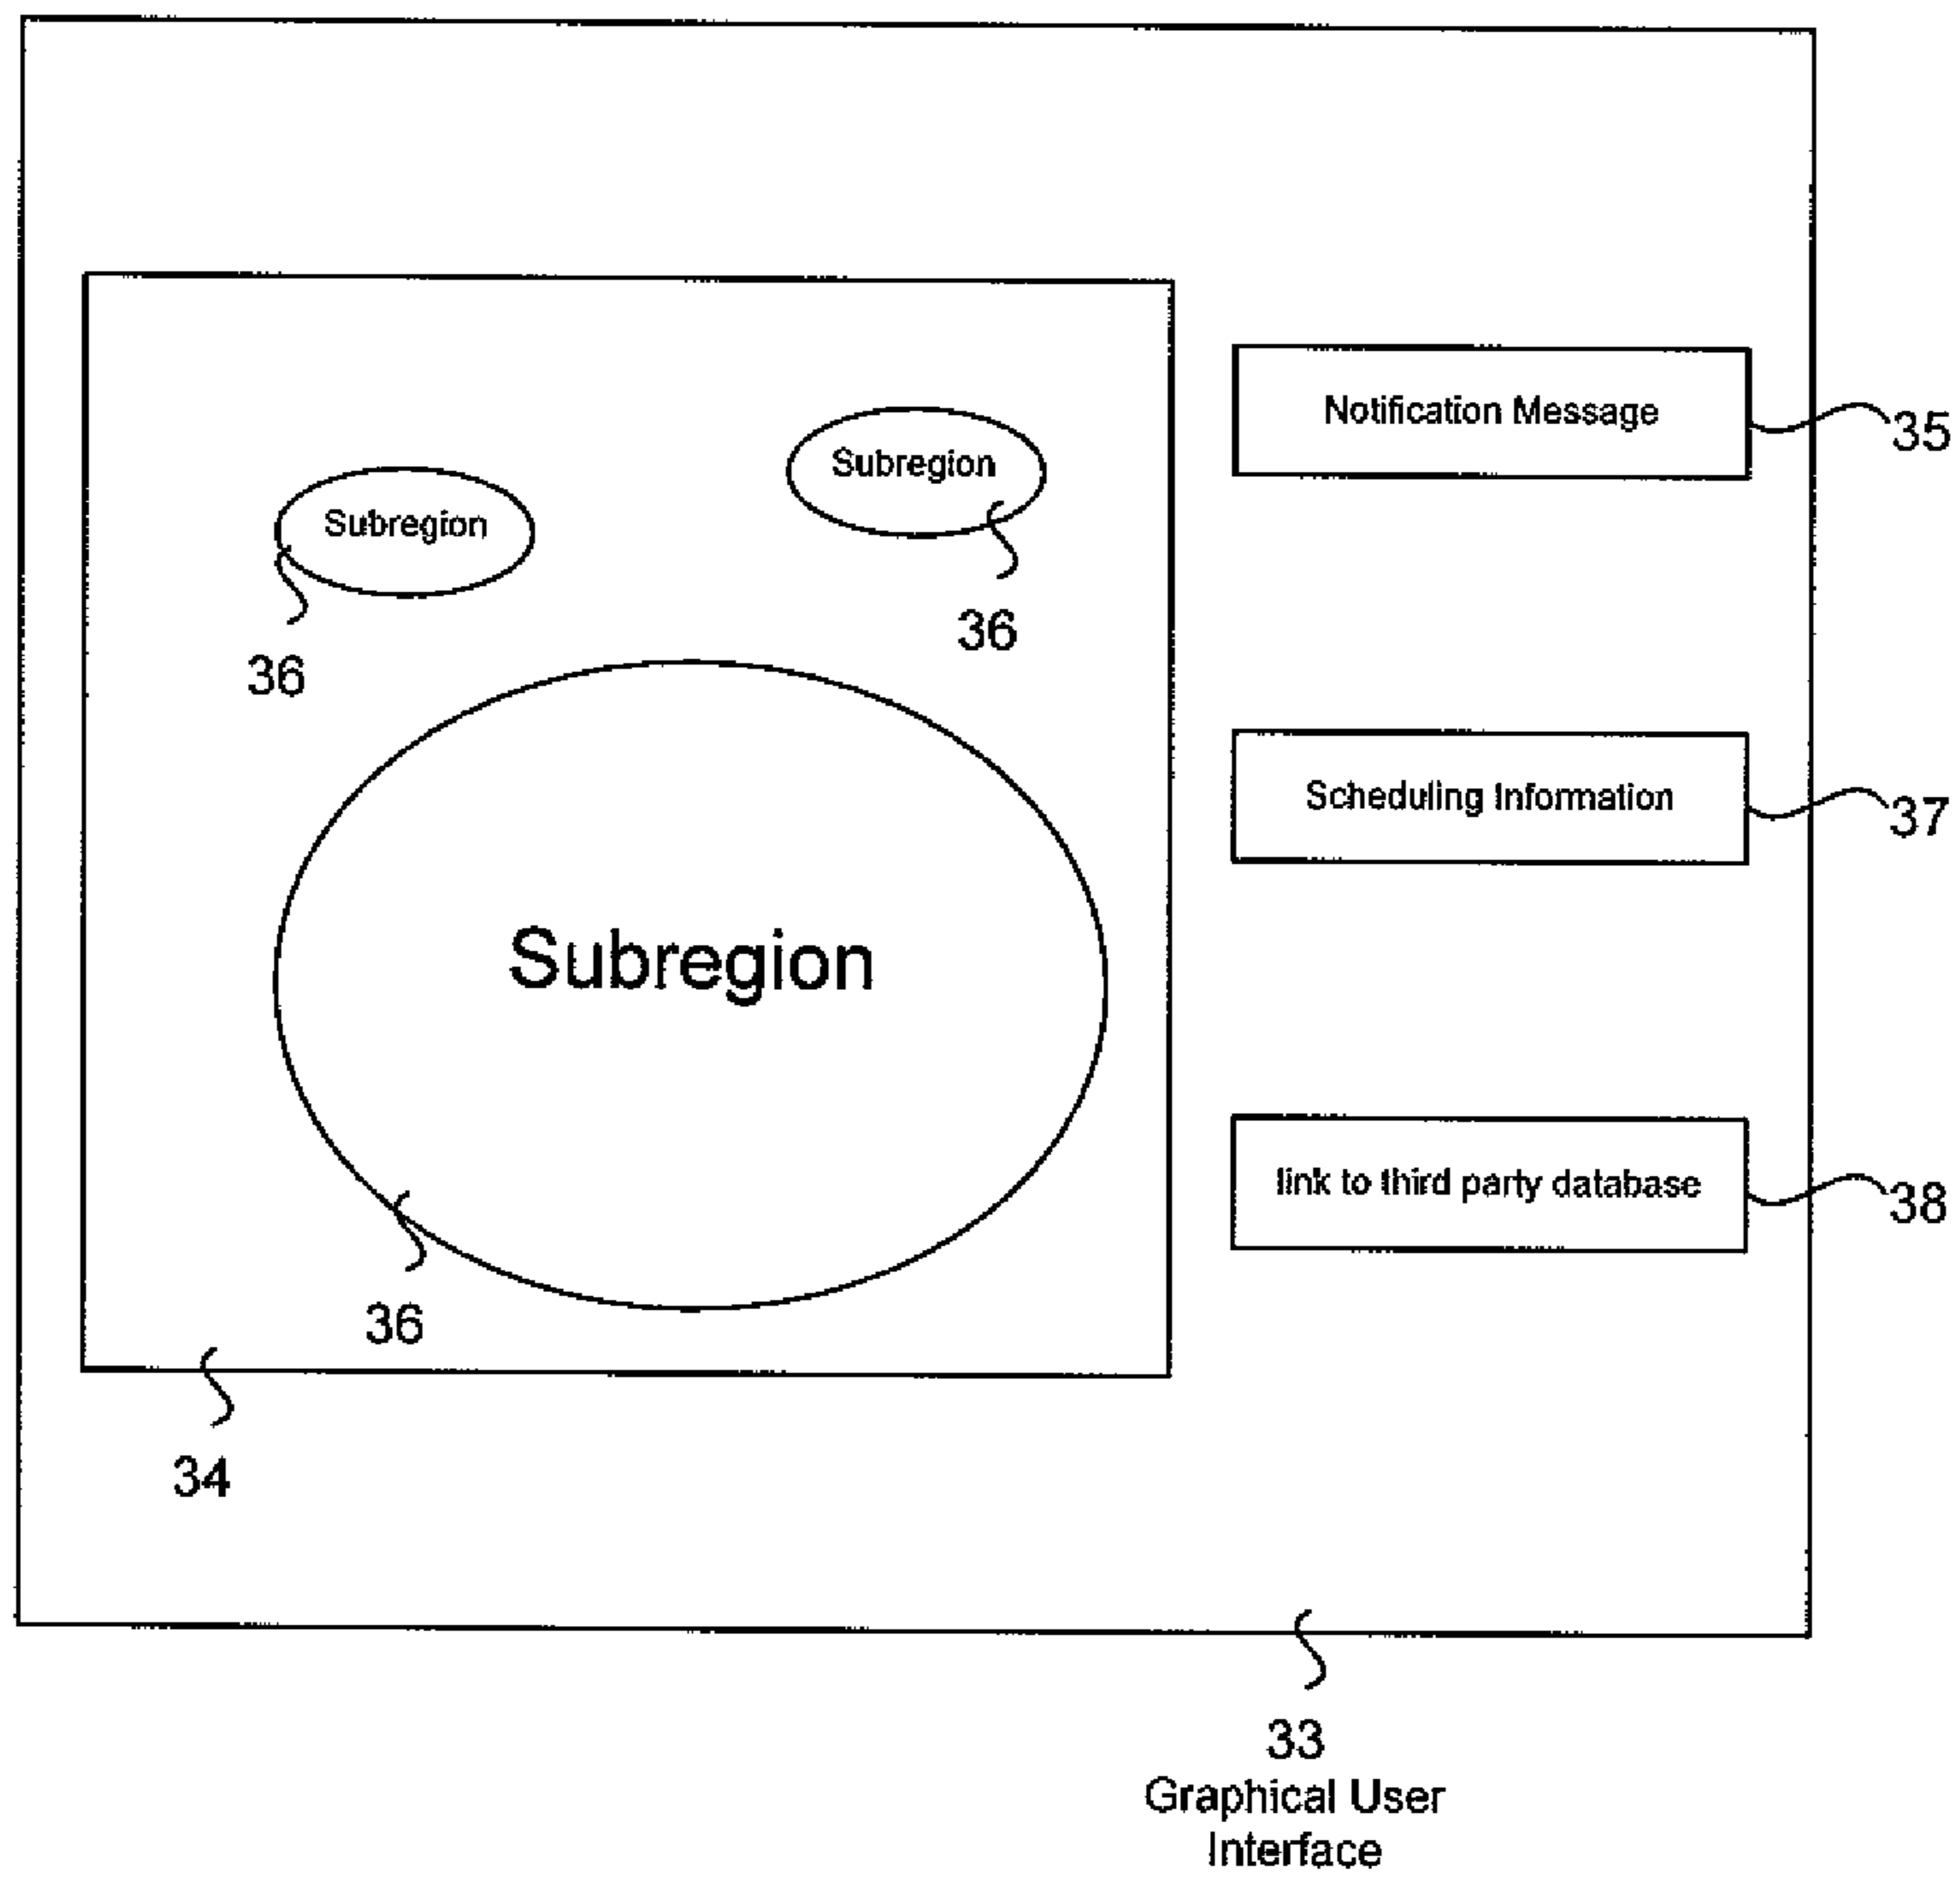 Notification Message
35
Subregion
36
Subregion
36
Scheduling Information
37
Subregion
36
link to third party database
38
34
33
Graphical User
Interface